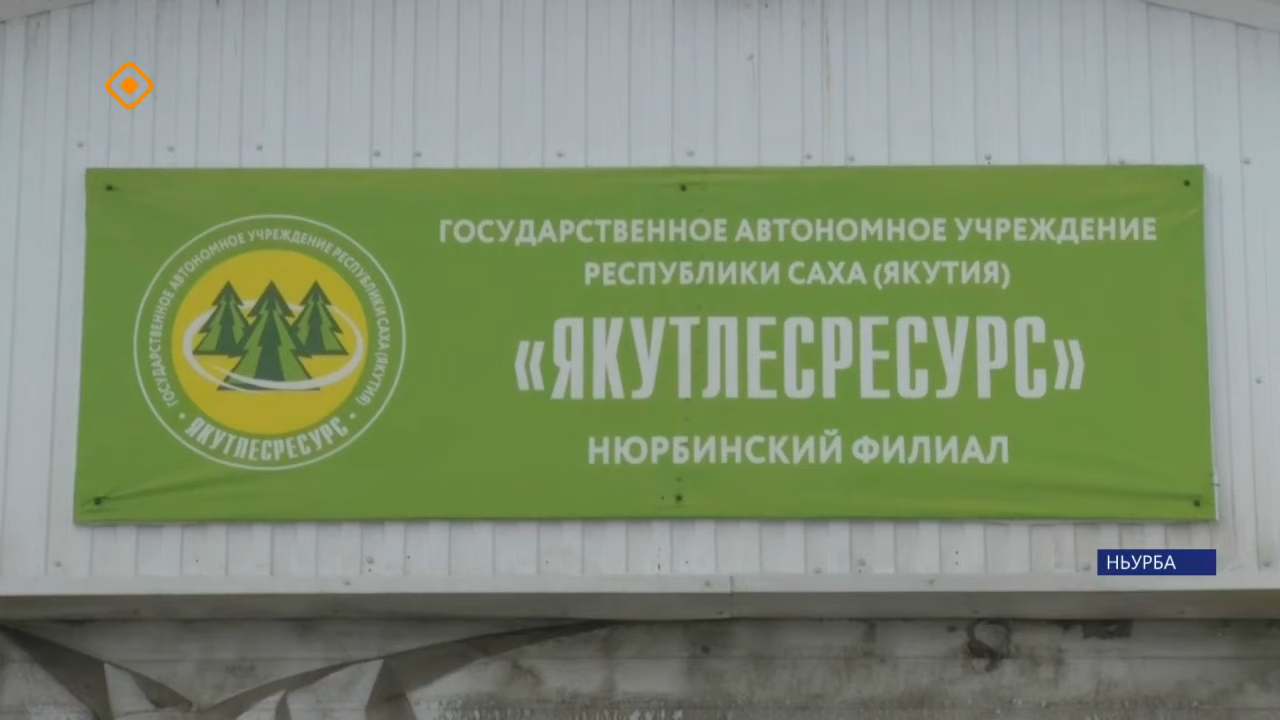 ГОСУДАРСТВЕННОЕ АВТОНОМНОЕ УЧРЕЖДЕНИЕ РЕСПУБЛИКИ САХА (ЯКУТИЯ)
• ЯКУТЛЕСРЕСУРС •
ГОСУДАРСТВЕННОЕ АВТОНОМНОЕ УЧРЕЖДЕНИЕ
РЕСПУБЛИКИ САХА (ЯКУТИЯ)
«ЯКУТЛЕСРЕСУРС»
НЮРБИНСКИЙ ФИЛИАЛ
НЬУРБА